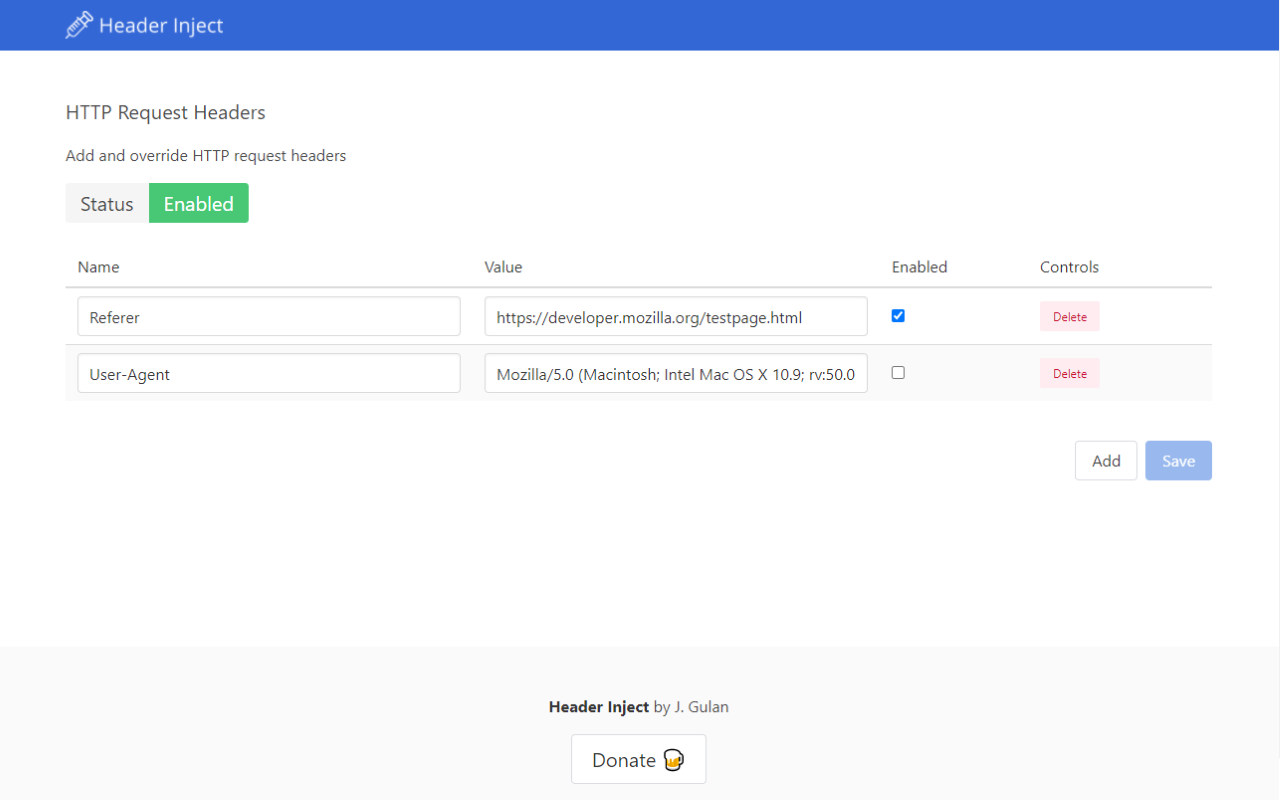 Header Inject
HTTP Request Headers
Add and override HTTP request headers
Status Enabled
Name Value Enabled Controls
Referer https://developer.mozilla.org/testpage.html Delete
User-Agent Mozilla/5.0 (Macintosh; Intel Mac OS X 10.9; rv:50.0 Delete
Add Save
Header Inject by J. Gulan
Donate